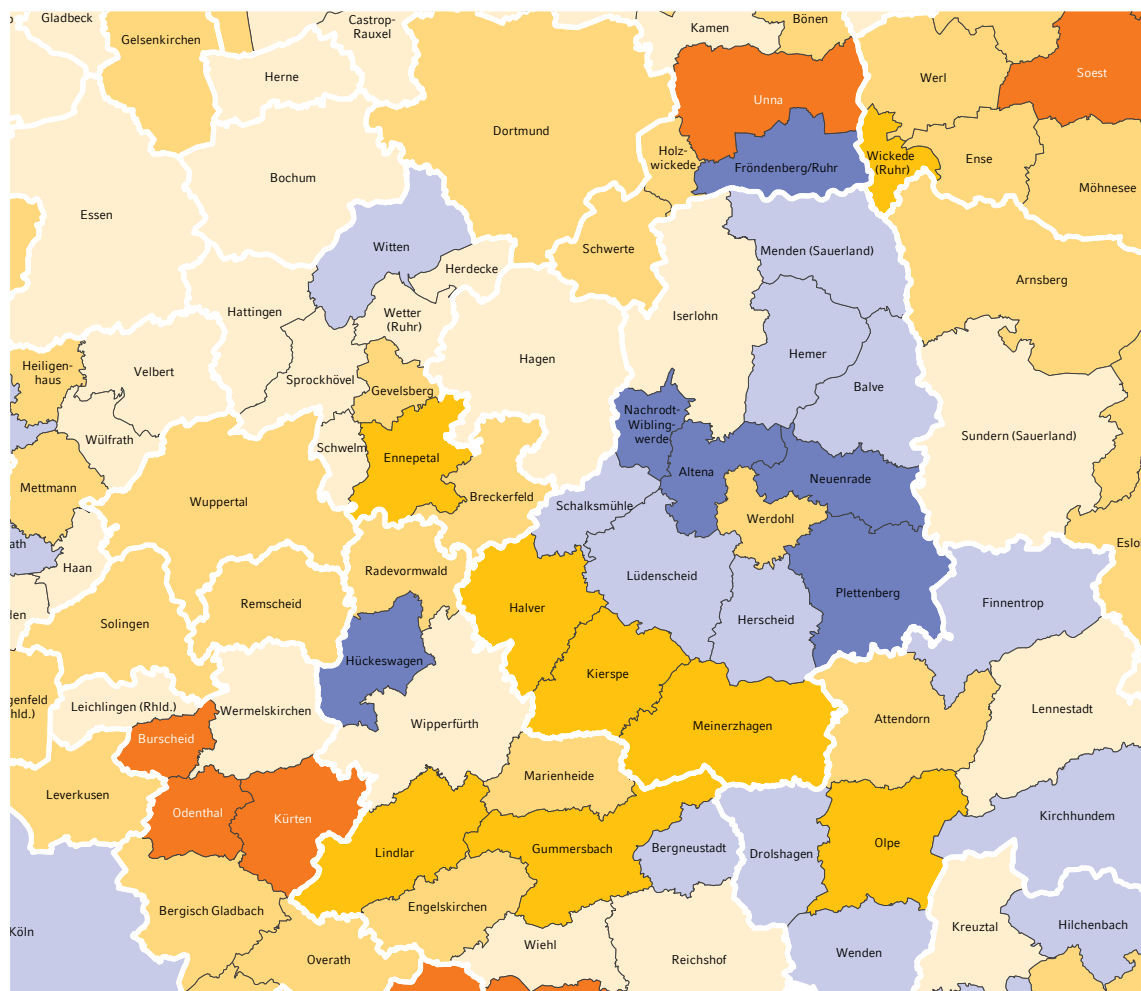 Gladbeck
Castrop-
Rauxel
Gelsenkirchen
Herne
Kamen
Bönen
Werl
Soest
Unna
Dortmund
Holz-
wickede
Fröndenberg/Ruhr
Wickede
(Ruhr)
Ense
Möhnesee
Bochum
Essen
Witten
Herdecke
Schwerte
Menden (Sauerland)
Arnsberg
Hattingen
Wetter
(Ruhr)
Iserlohn
Hagen
Hemer
Balve
Heiligen-
haus
Velbert
Sprockhövel
Gevelsberg
Nachrodt-
Wibling-
werde
Wülfrath
Schwelm
Ennepetal
Sundern (Sauerland)
Mettmann
Wuppertal
Breckerfeld
Schalksmühle
Altena
Neuenrade
Werdohl
ath
Haan
Radevormwald
Lüdenscheid
Eslo
len
Solingen
Remscheid
Halver
Herscheid
Plettenberg
Finnentrop
Hückeswagen
Kierspe
genfeld
hld.)
Leichlingen (Rhld.)
Wermelskirchen
Wipperfürth
Meinerzhagen
Attendorn
Lennestadt
Burscheid
Leverkusen
Marienheide
Odenthal
Kürten
Kirchhundem
Lindlar
Gummersbach
Bergneustadt
Drolshagen
Olpe
Bergisch Gladbach
Engelskirchen
Köln
Wiehl
Kreuztal
Hilchenbach
Overath
Reichshof
Wenden